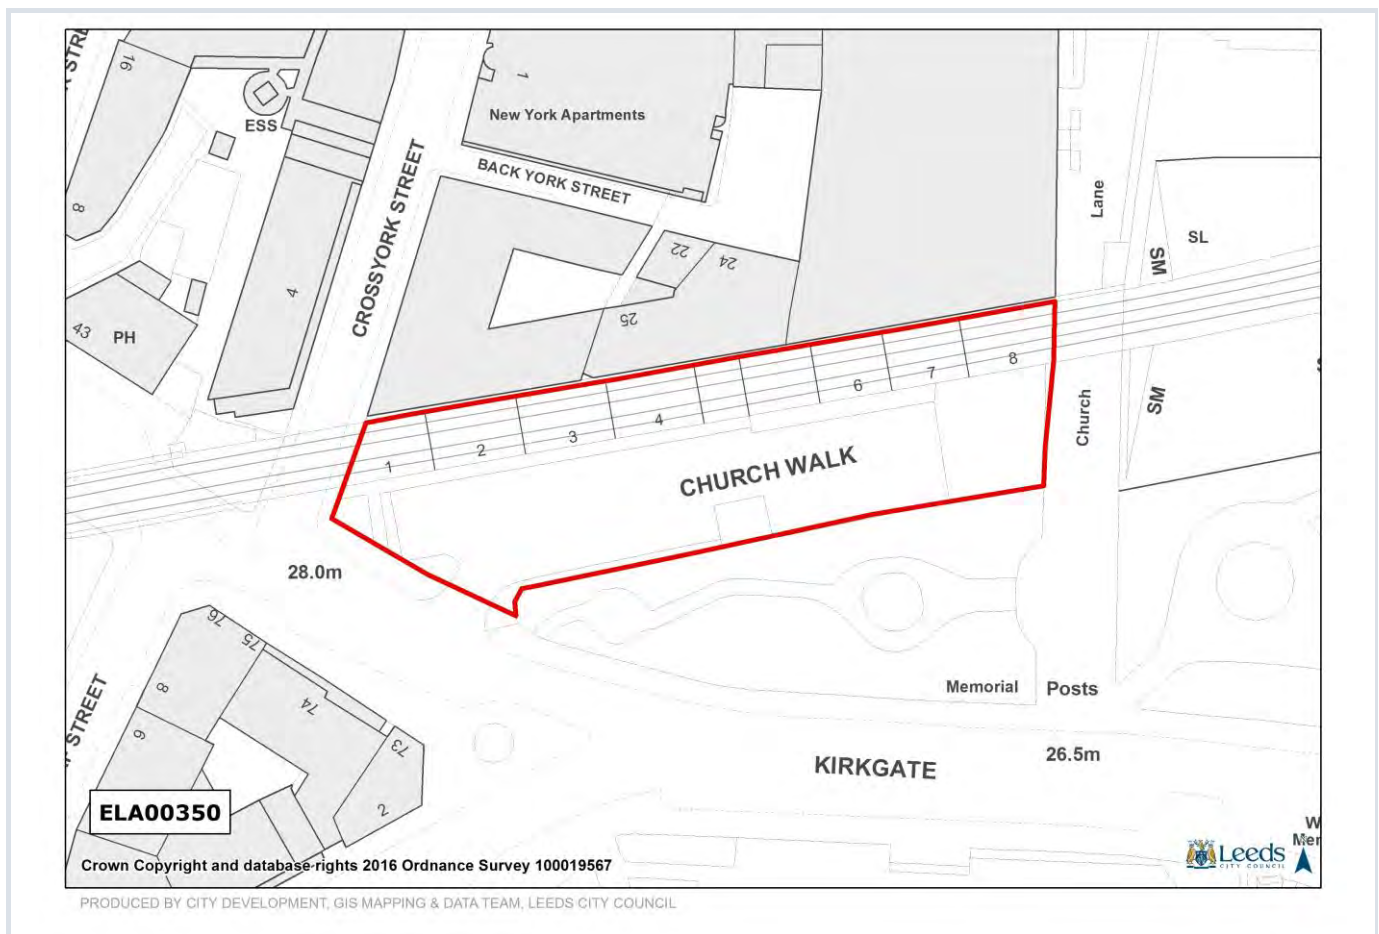 16
ESS
1
New York Apartments
BACK YORK STREET
CROSSYORK STREET
Lane
SL
SM
8
4
22
24
25
43
PH
1
2
3
4
6
7
8
CHURCH WALK
Church
SM
28.0m
76
75
74
73
8
6
2
STREET
Memorial
Posts
KIRKGATE
26.5m
ELA00350
Crown Copyright and database rights 2016 Ordnance Survey 100019567
Leeds
CITY COUNCIL
PRODUCED BY CITY DEVELOPMENT, GIS MAPPING & DATA TEAM, LEEDS CITY COUNCIL